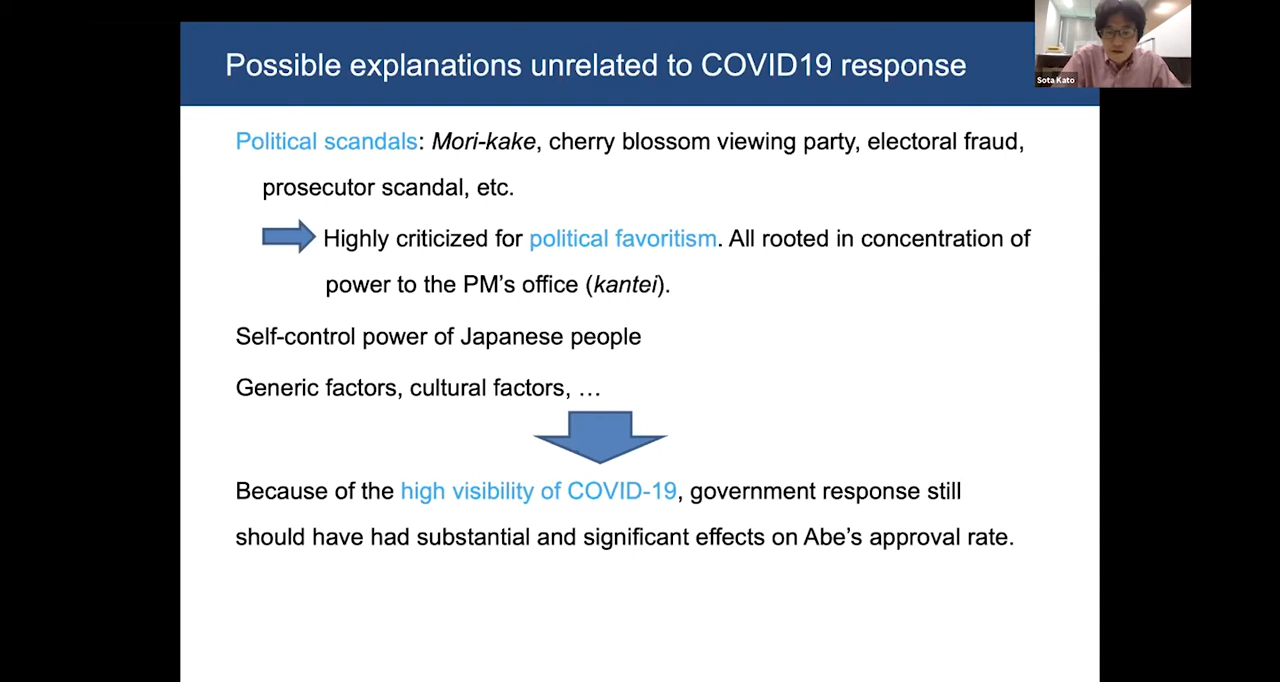 Possible explanations unrelated to COVID19 response
Sota Kato
Political scandals: Mori-kake, cherry blossom viewing party, electoral fraud,
prosecutor scandal, etc.
Highly criticized for political favoritism. All rooted in concentration of
power to the PM’s office (kantei).
Self-control power of Japanese people
Generic factors, cultural factors, …
Because of the high visibility of COVID-19, government response still
should have had substantial and significant effects on Abe’s approval rate.